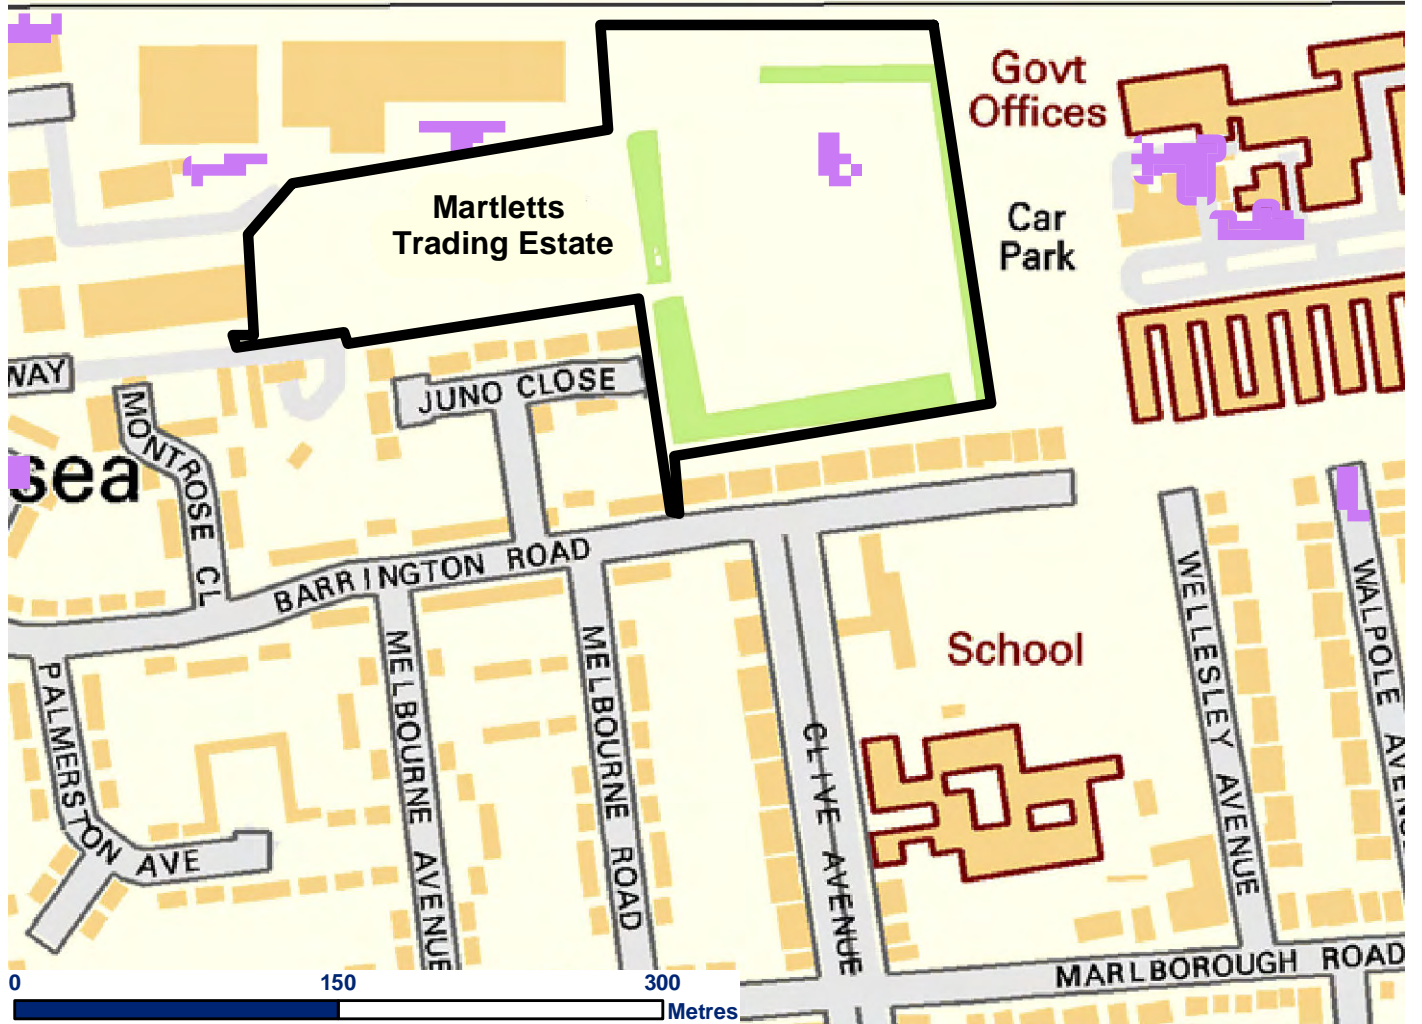 Govt
Offices
Martletts
Trading Estate
Car
Park
WAY
JUNO CLOSE
MONTROSE CL
sea
BARRINGTON ROAD
WELLESLEY AVENUE
WALPOLE AVENUE
School
PALMERSTON AVE
MELBOURNE AVENUE
MELBOURNE ROAD
CLIVE AVENUE
MARLBOROUGH ROAD
0 150 300
Metres